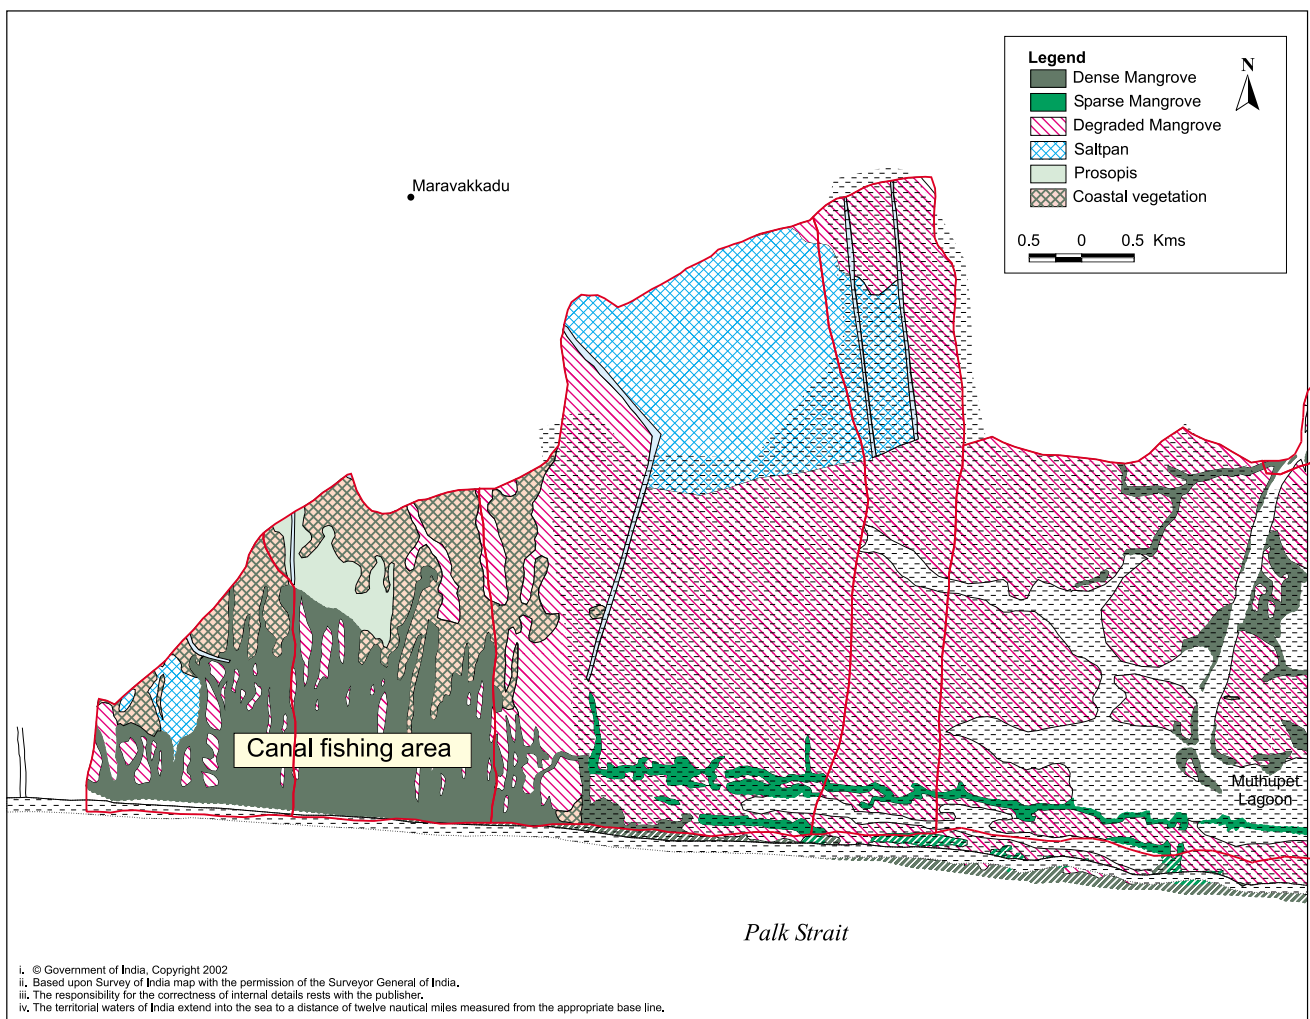 Legend
N
Dense Mangrove
Sparse Mangrove
Degraded Mangrove
Saltpan
Prosopis
Coastal vegetation
0.5 0 0.5 Kms
Maravakkadu
Canal fishing area
Muthupet
Lagoon
Palk Strait
i. © Government of India, Copyright 2002
ii. Based upon Survey of India map with the permission of the Surveyor General of India.
iii. The responsibility for the correctness of internal details rests with the publisher.
iv. The territorial waters of India extend into the sea to a distance of twelve nautical miles measured from the appropriate base line.